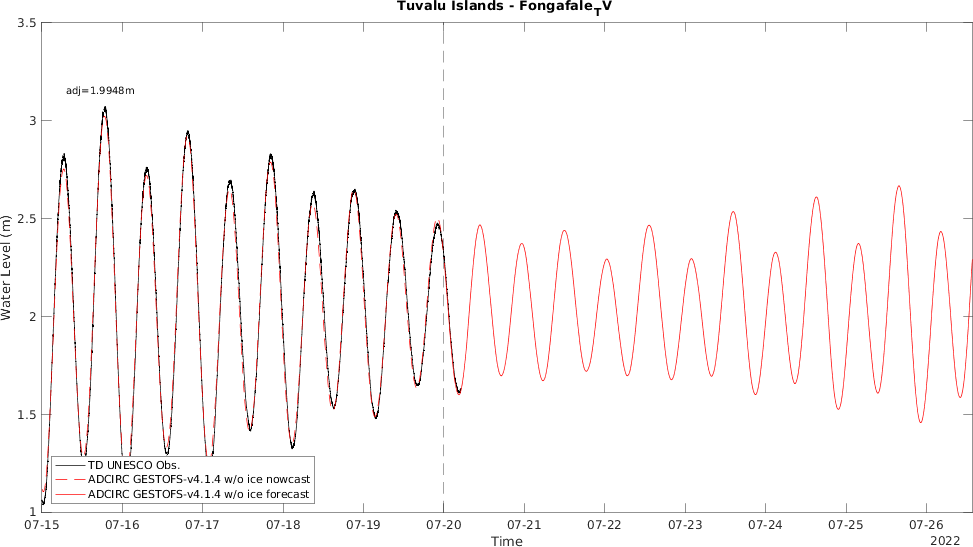 Tuvalu Islands - Fongafale_TV
adj=1.9948m
3.5
3
2.5
2
1.5
1
Water Level (m)
TD UNESCO Obs.
ADCIRC GESTOFS-v4.1.4 w/o ice nowcast
ADCIRC GESTOFS-v4.1.4 w/o ice forecast
07-15 07-16 07-17 07-18 07-19 07-20 07-21 07-22 07-23 07-24 07-25 07-26
Time
2022